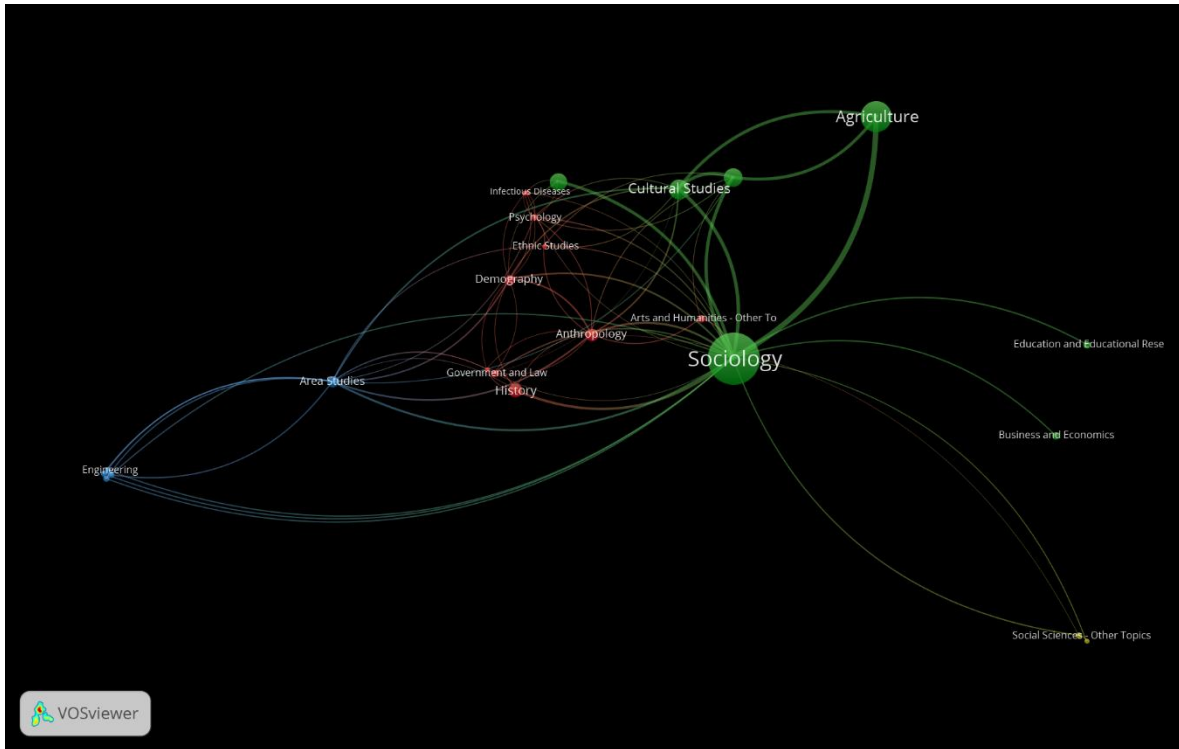 Agriculture
Cultural Studies
Infectious Diseases
Psychology
Ethnic Studies
Demography
Arts and Humanities - Other To
Anthropology
Sociology
Education and Educational Rese
Government and Law
Area Studies
History
Business and Economics
Engineering
Social Sciences - Other Topics
VOSviewer